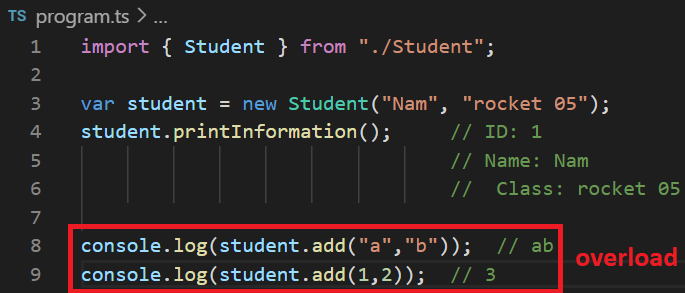 TS program.ts > ...
1 import { Student } from "./Student";
2
3 var student = new Student("Nam", "rocket 05");
4 student.printInformation();      // ID: 1
5                                  // Name: Nam
6                                  //  Class: rocket 05
7
8 console.log(student.add("a","b"));  // ab
overload
9 console.log(student.add(1,2));  // 3